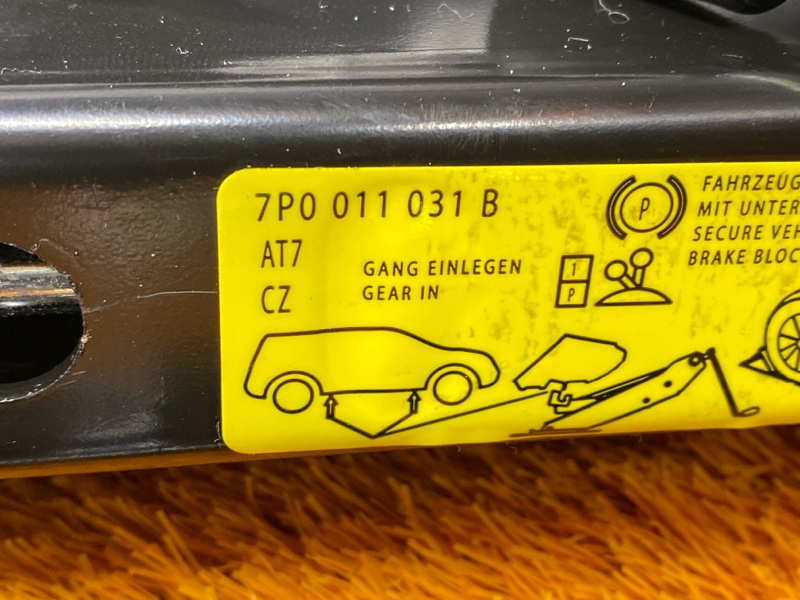 7P0 011 031 B
AT7
CZ
GANG EINLEGEN
GEAR IN
1
P
P
FAHRZEUG
MIT UNTER
SECURE VEH
BRAKE BLOC